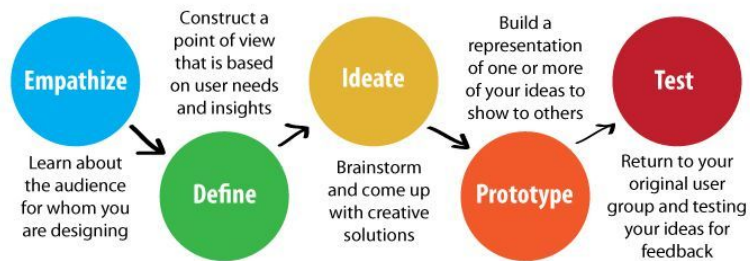 Empathize
Learn about
the audience
for whom you
are designing
Construct a
point of view
that is based
on user needs
and insights
Define
Ideate
Brainstorm
and come up
with creative
solutions
Build a
representation
of one or more
of your ideas to
show to others
Prototype
Test
Return to your
original user
group and testing
your ideas for
feedback